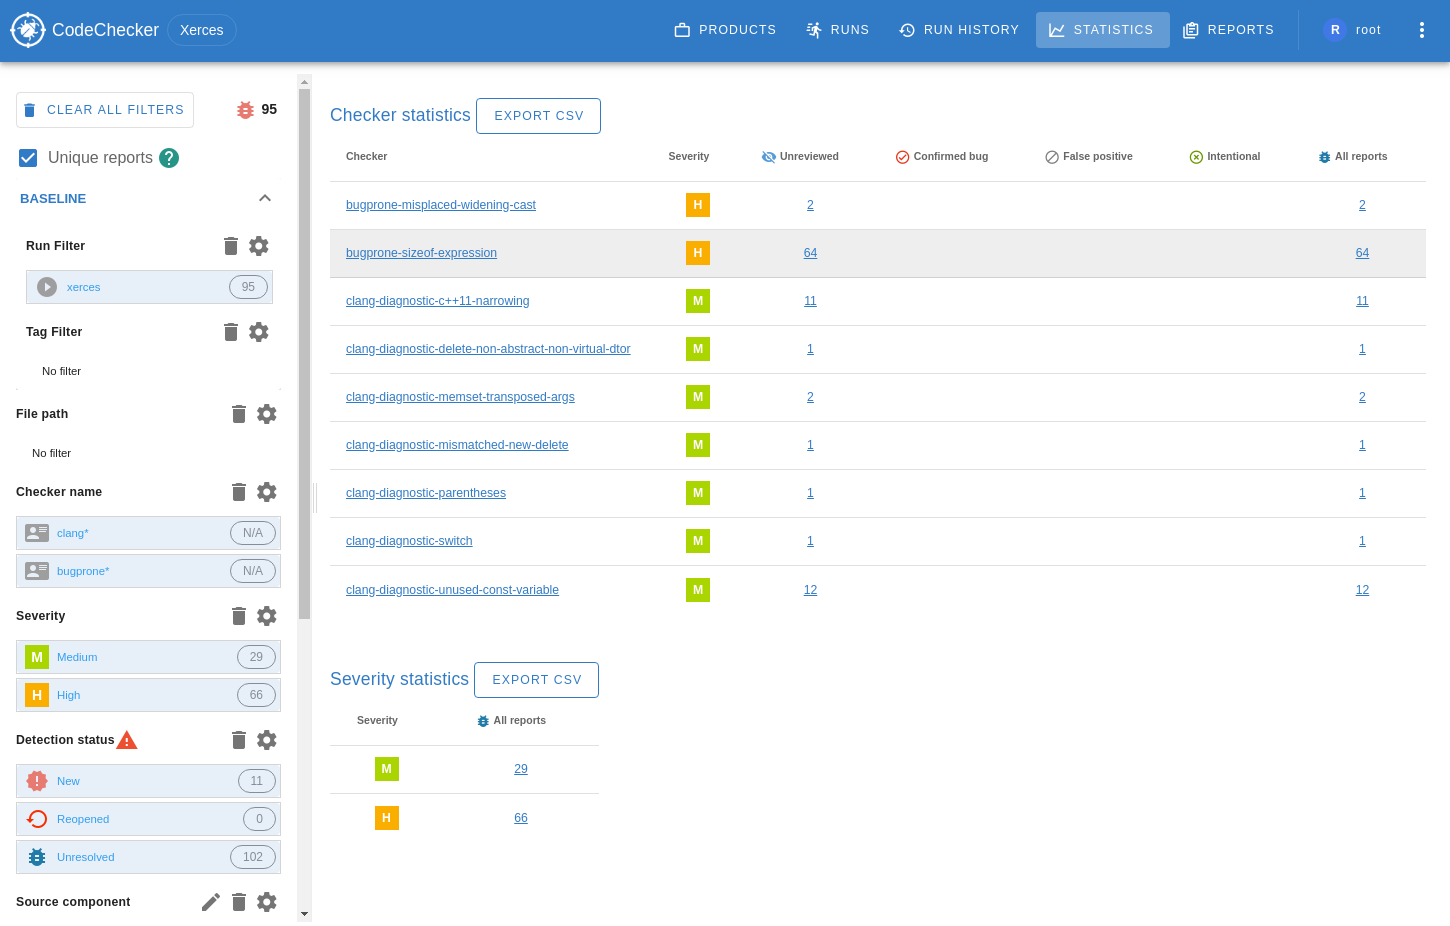 CodeChecker Xerces PRODUCTS RUNS RUN HISTORY STATISTICS REPORTS R root
CLEAR ALL FILTERS 95
Unique reports ?
BASELINE
Run Filter
xerces 95
Tag Filter
No filter
File path
No filter
Checker name
clang* N/A
bugprone* N/A
Severity
M Medium 29
H High 66
Detection status
New 11
Reopened 0
Unresolved 102
Source component
Checker statistics EXPORT CSV
Checker Severity Unreviewed Confirmed bug False positive Intentional All reports
bugprone-misplaced-widening-cast H 2 2
bugprone-sizeof-expression H 64 64
clang-diagnostic-c++11-narrowing M 11 11
clang-diagnostic-delete-non-abstract-non-virtual-dtor M 1 1
clang-diagnostic-memset-transposed-args M 2 2
clang-diagnostic-mismatched-new-delete M 1 1
clang-diagnostic-parentheses M 1 1
clang-diagnostic-switch M 1 1
clang-diagnostic-unused-const-variable M 12 12
Severity statistics EXPORT CSV
Severity All reports
M 29
H 66